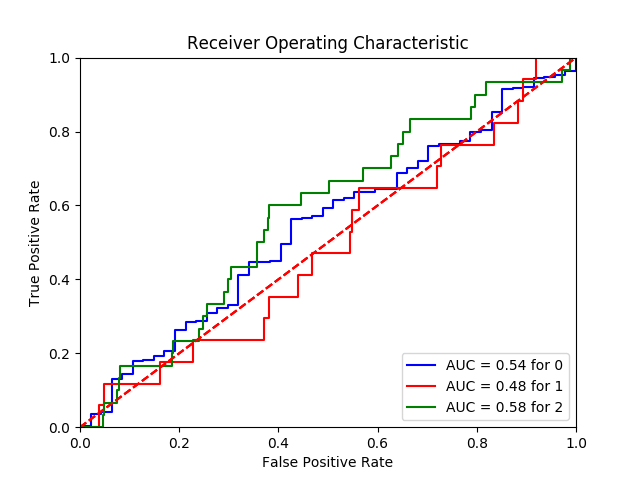 Receiver Operating Characteristic
1.0
0.8
0.6
0.4
0.2
0.0
True Positive Rate
0.0 0.2 0.4 0.6 0.8 1.0
False Positive Rate
AUC = 0.54 for 0
AUC = 0.48 for 1
AUC = 0.58 for 2